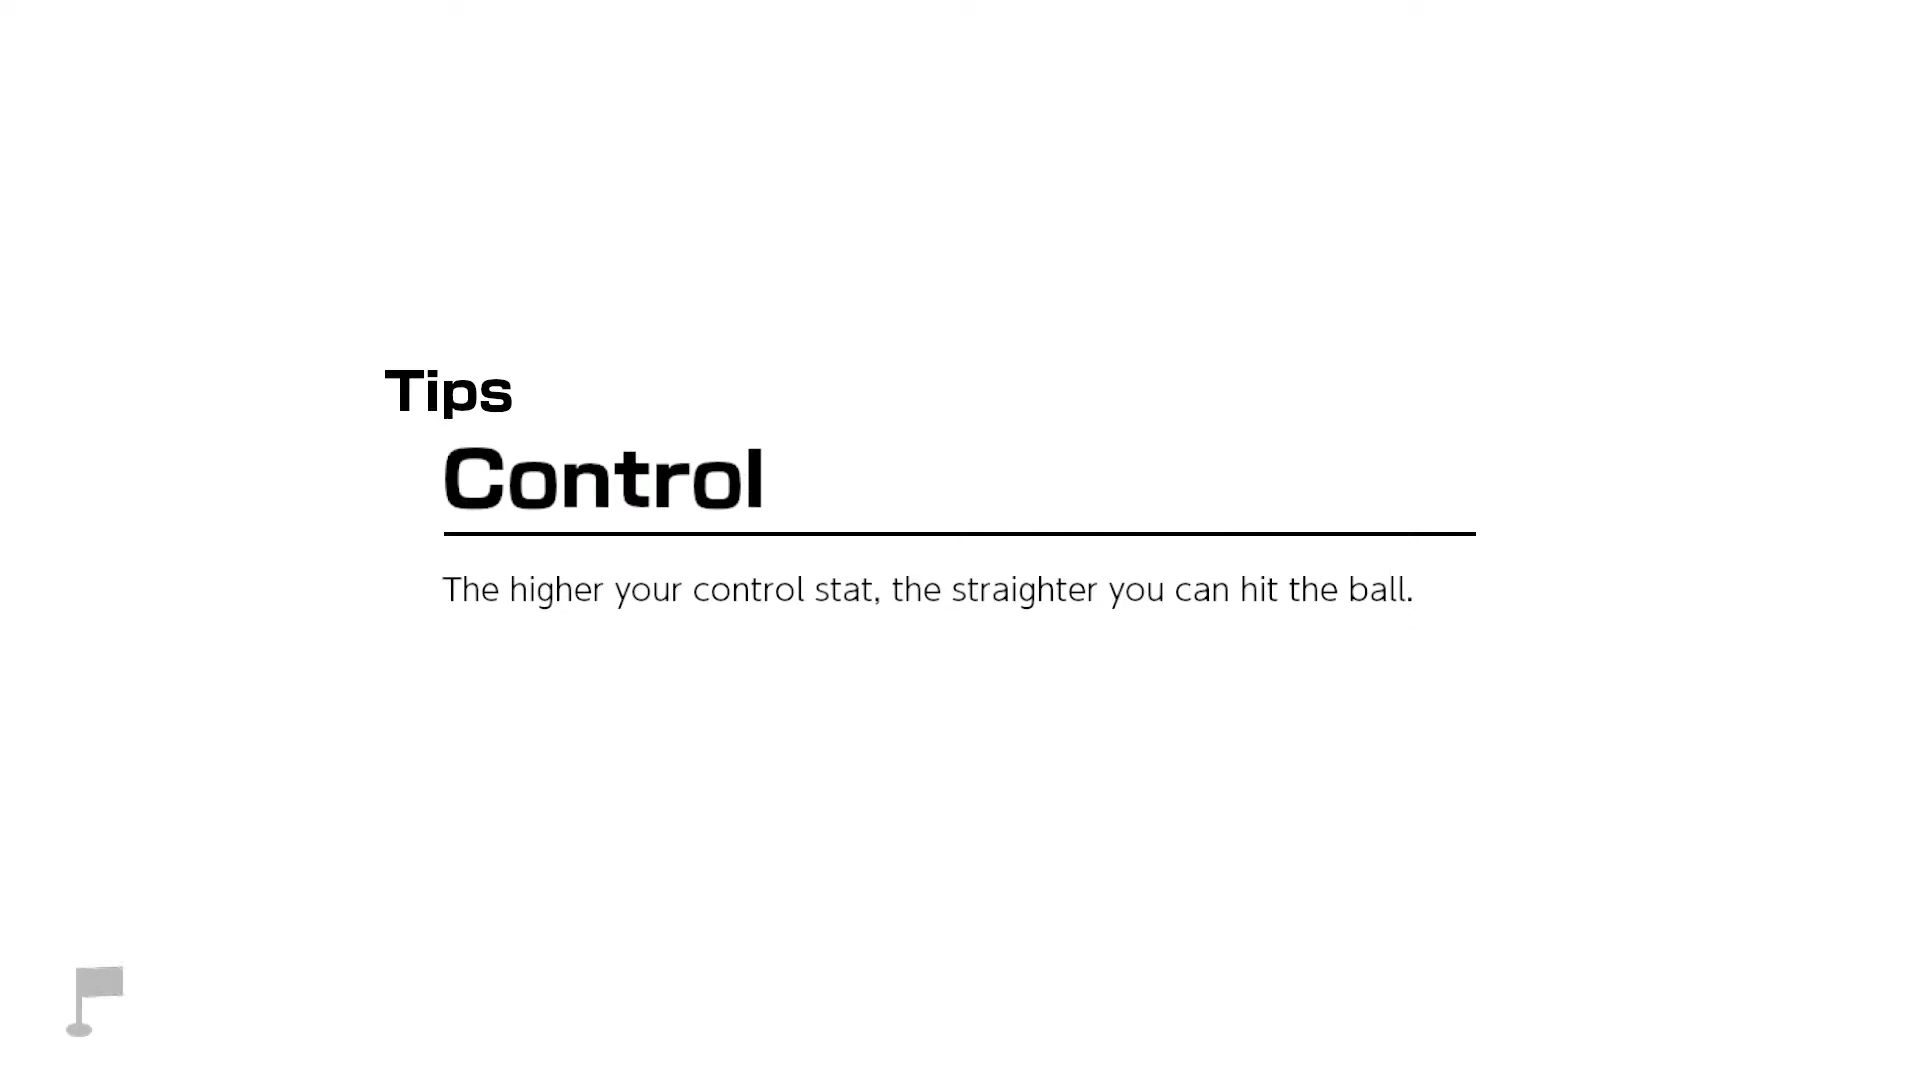 Tips
Control
The higher your control stat, the straighter you can hit the ball.